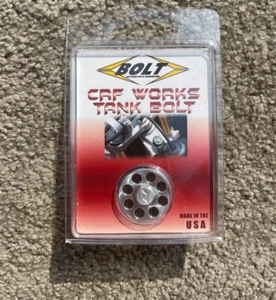 BOLT
CRF WORKS
TANK BOLT
MADE IN THE
USA